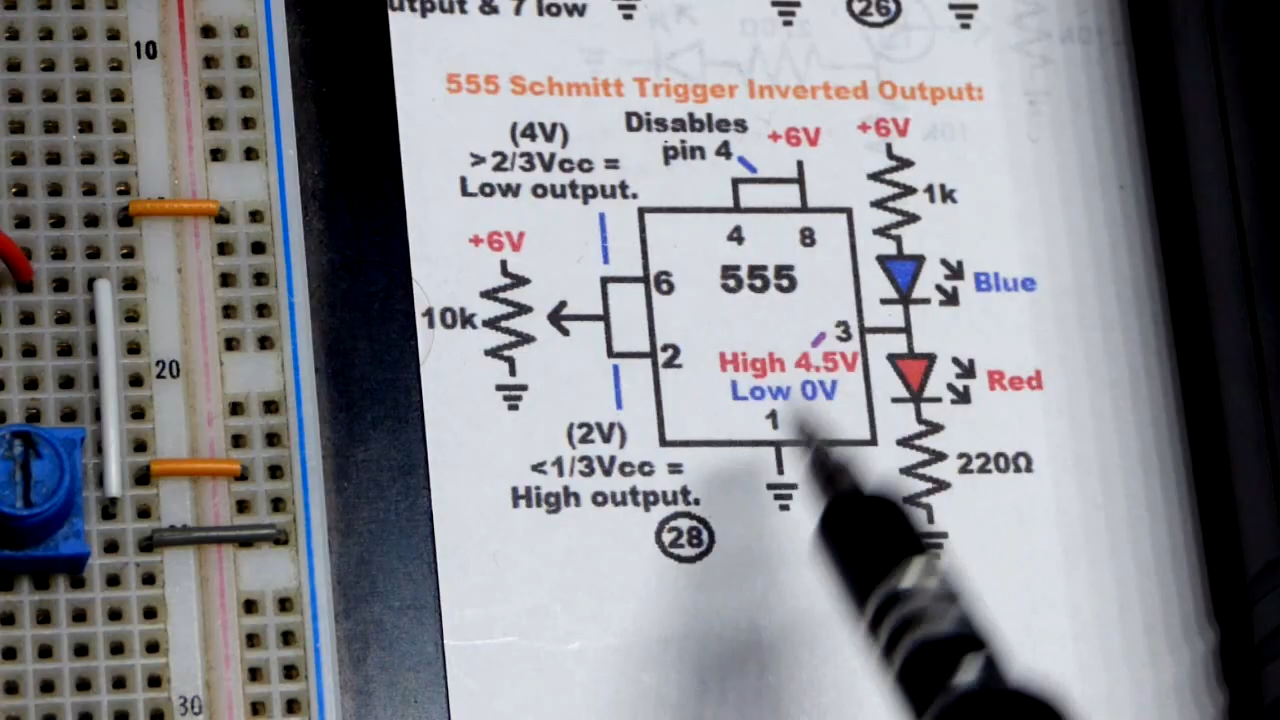 utput & 7 low
26
555 Schmitt Trigger Inverted Output:
(4V)
>2/3Vcc =
Low output.
Disables
pin 4
+6V
+6V
1k
4 8
555
+6V
10k
6
2
3
Blue
High 4.5V
Low 0V
1
Red
220Ω
(2V)
<1/3Vcc =
High output.
28
10
20
30